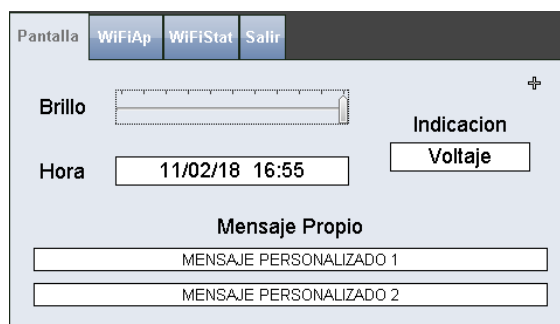 Pantalla WiFiAp WiFiStat Salir
Brillo
Indicacion
Voltaje
Hora 11/02/18 16:55
Mensaje Propio
MENSAJE PERSONALIZADO 1
MENSAJE PERSONALIZADO 2